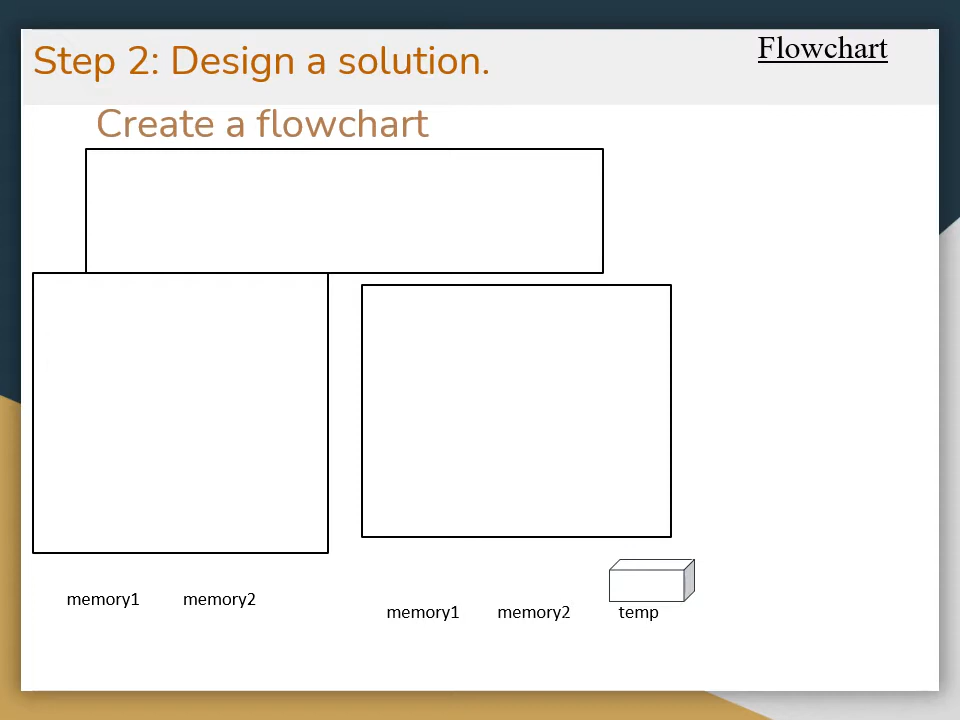 Step 2: Design a solution.
Flowchart
Create a flowchart
memory1 memory2
memory1 memory2 temp